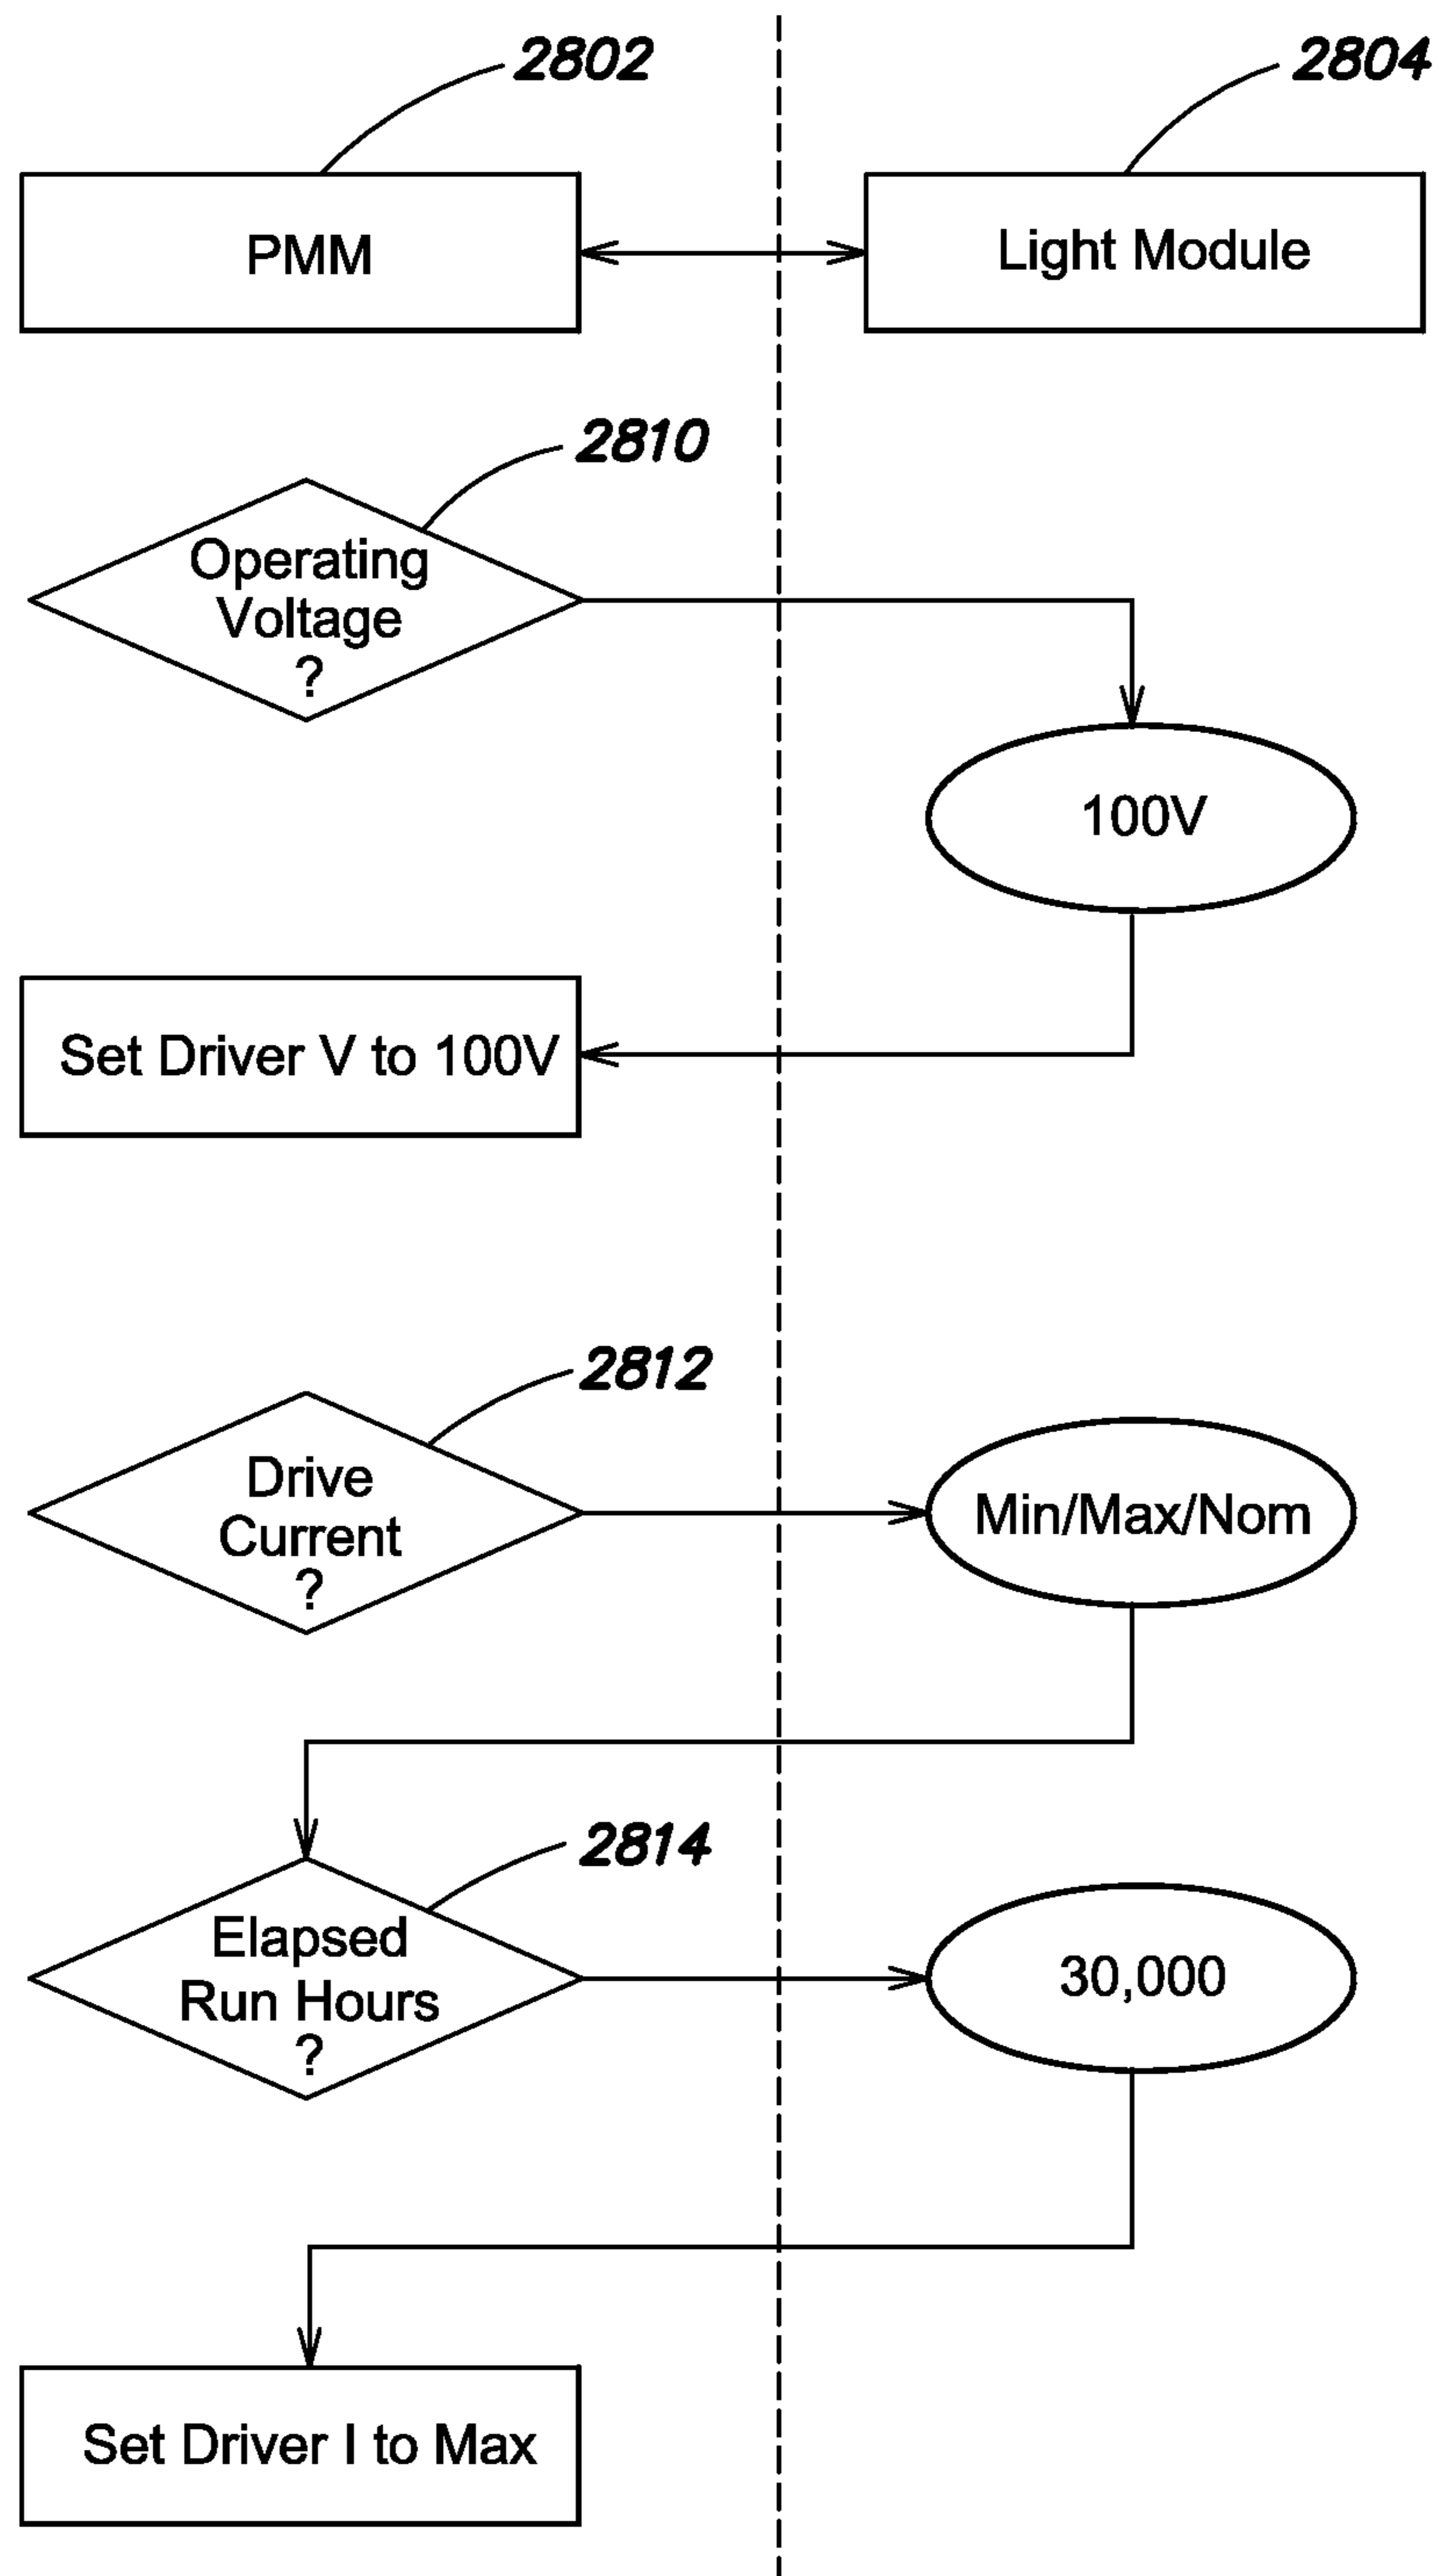 2802
2804
PMM
Light Module
2810
Operating
Voltage
?
100V
Set Driver V to 100V
2812
Drive
Current
?
Min/Max/Nom
2814
Elapsed
Run Hours
?
30,000
Set Driver I to Max